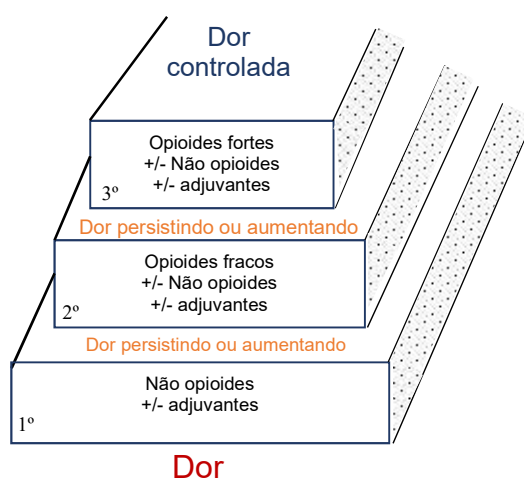 Dor
controlada
Opioides fortes
+/- Não opioides
+/- adjuvantes
3º
Dor persistindo ou aumentando
Opioides fracos
+/- Não opioides
+/- adjuvantes
2º
Dor persistindo ou aumentando
Não opioides
+/- adjuvantes
1º
Dor